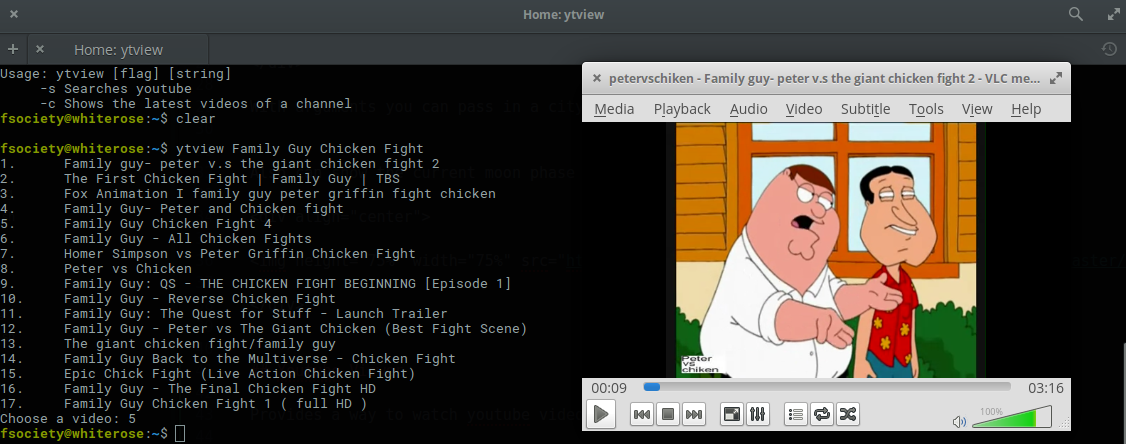 Home: ytview
Home: ytview
Usage: ytview [flag] [string]
-s Searches youtube
-c Shows the latest videos of a channel
fsociety@whiterose:~$ clear
fsociety@whiterose:~$ ytview Family Guy Chicken Fight
1. Family guy- peter v.s the giant chicken fight 2
2. The First Chicken Fight | Family Guy | TBS
3. Fox Animation I family guy peter griffin fight chicken
4. Family Guy- Peter and Chicken fight
5. Family Guy Chicken Fight 4
6. Family Guy - All Chicken Fights
7. Homer Simpson vs Peter Griffin Chicken Fight
8. Peter vs Chicken
9. Family Guy: QS - THE CHICKEN FIGHT BEGINNING [Episode 1]
10. Family Guy - Reverse Chicken Fight
11. Family Guy: The Quest for Stuff - Launch Trailer
12. Family Guy - Peter vs The Giant Chicken (Best Fight Scene)
13. The giant chicken fight/family guy
14. Family Guy Back to the Multiverse - Chicken Fight
15. Epic Chick Fight (Live Action Chicken Fight)
16. Family Guy - The Final Chicken Fight HD
17. Family Guy Chicken Fight 1 ( full HD )
Choose a video: 5
fsociety@whiterose:~$
petervschiken - Family guy- peter v.s the giant chicken fight 2 - VLC me...
Media Playback Audio Video Subtitle Tools View Help
Peter
vs
chiken
00:09 03:16
100%